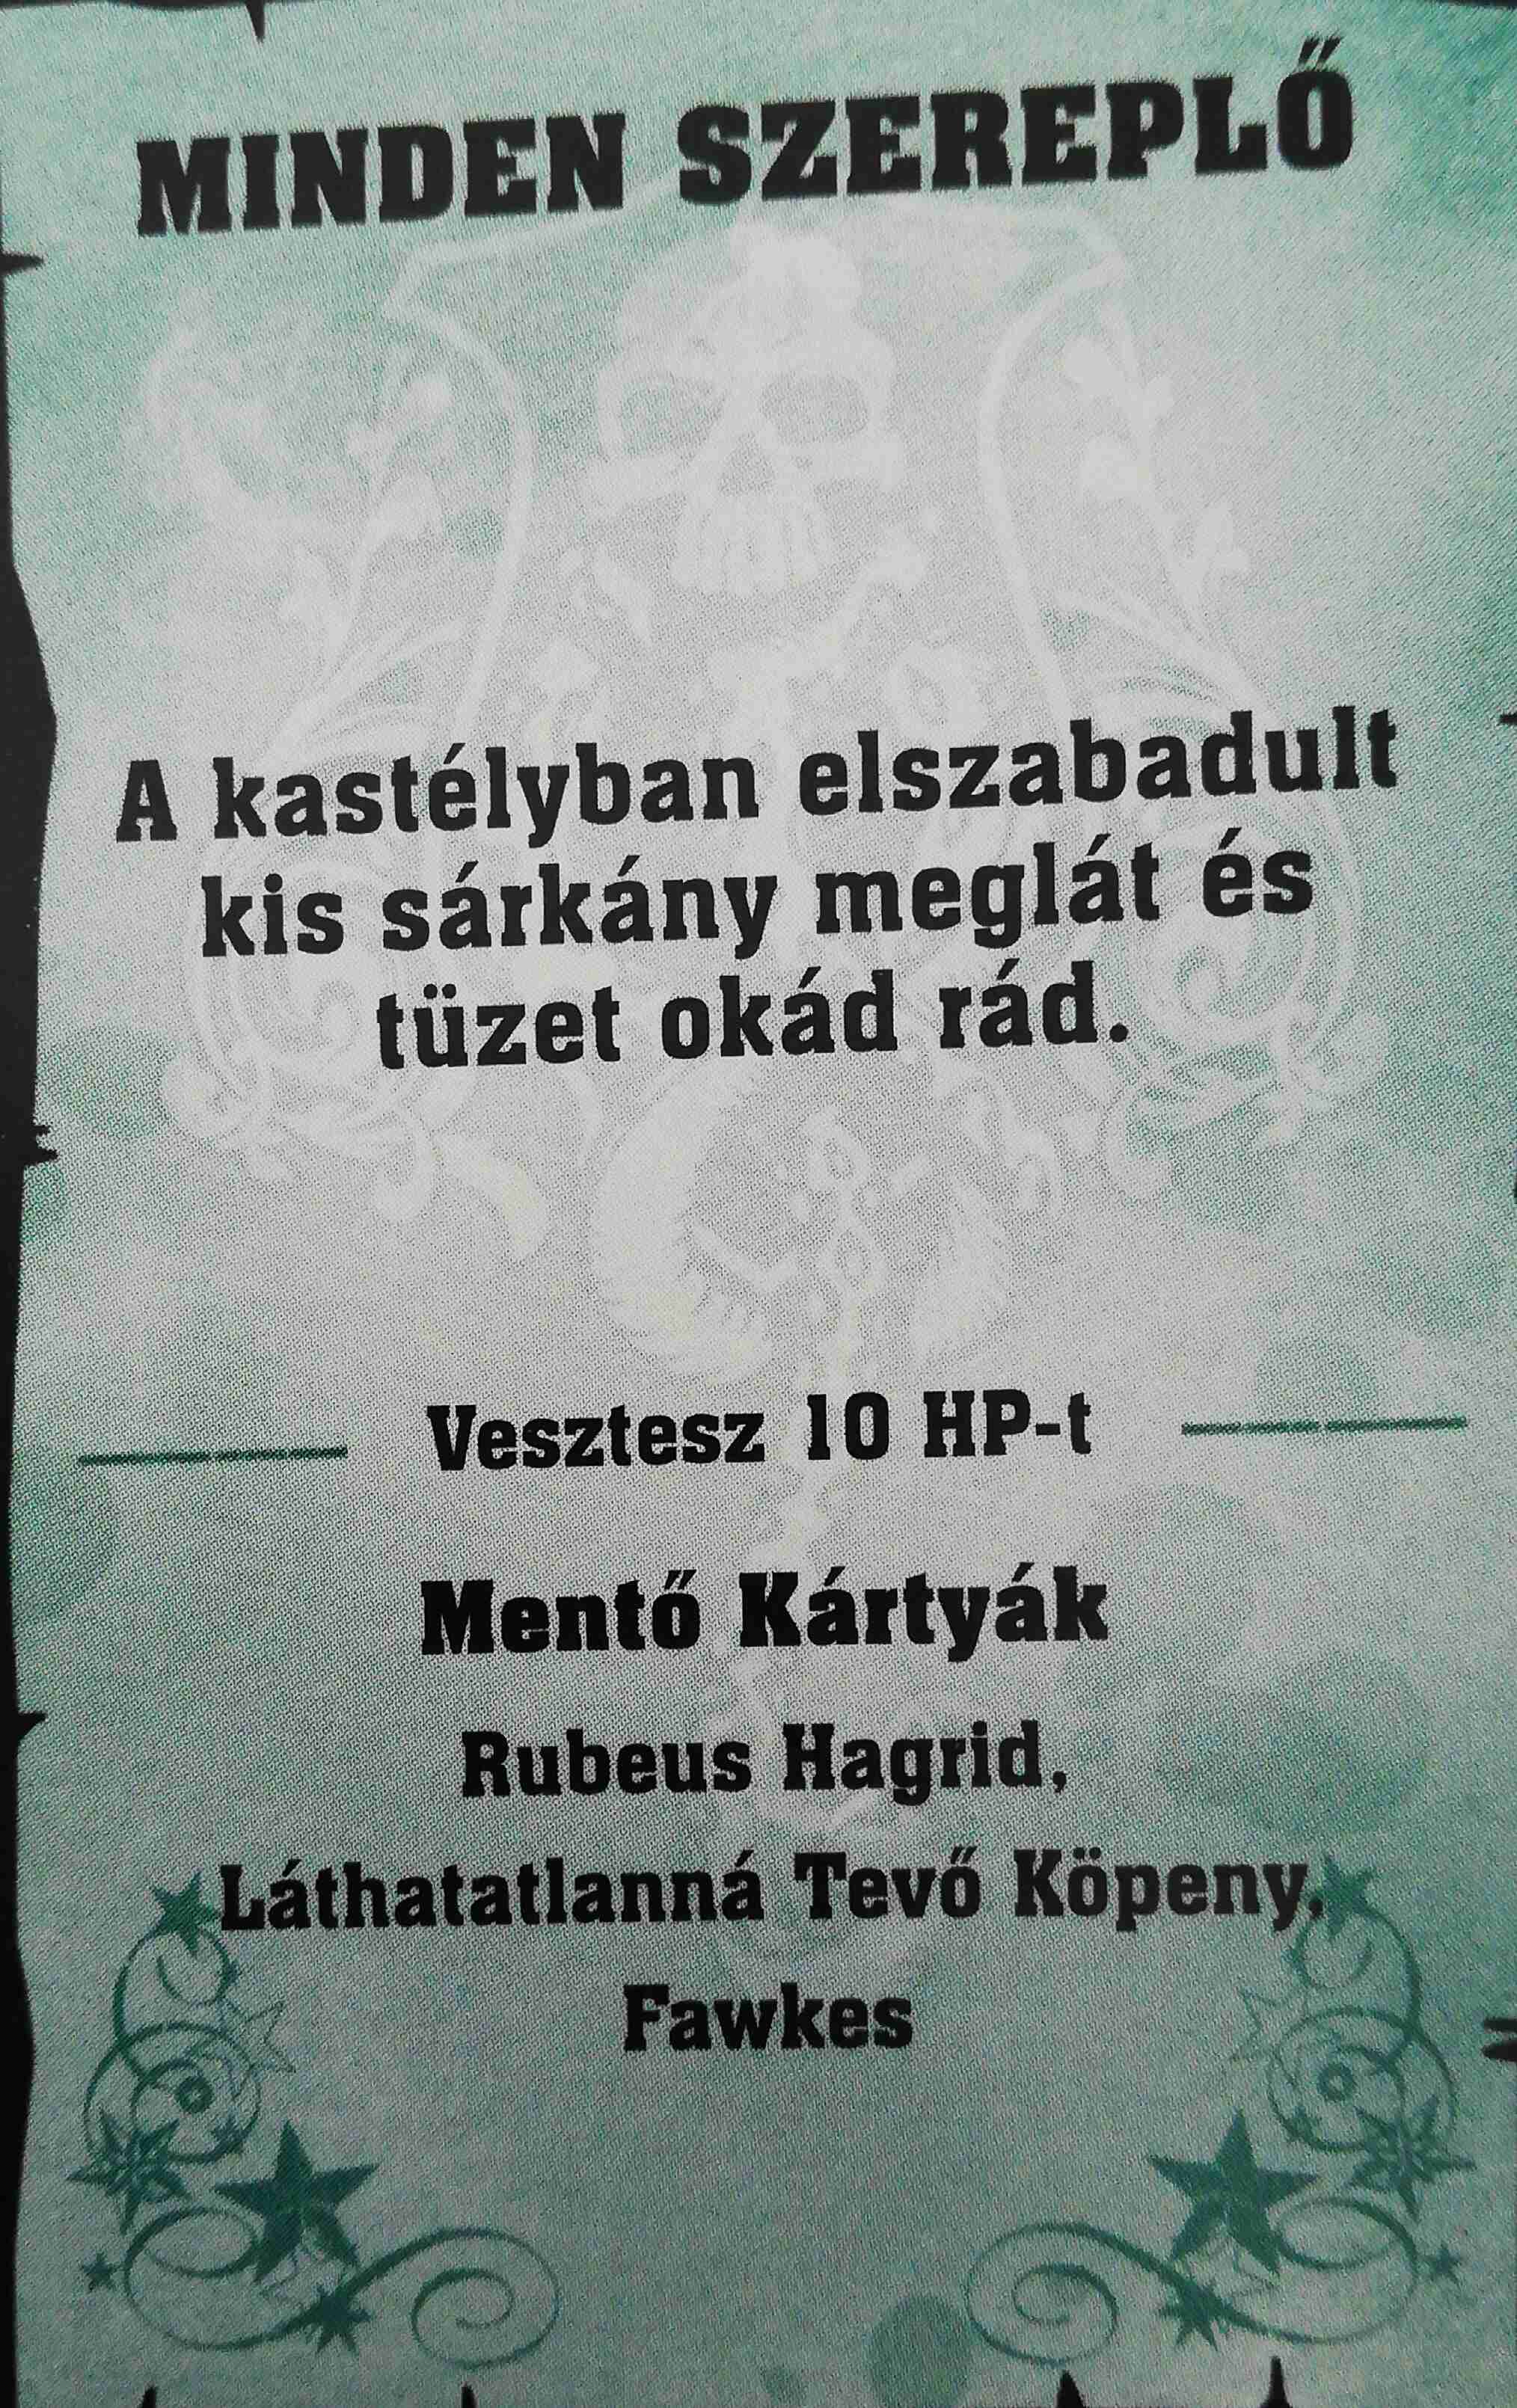 MINDEN SZEREPLŐ
A kastélyban elszabadult
kis sárkány meglát és
tüzet okád rád.
Vesztesz 10 HP-t
Mentő Kártyák
Rubeus Hagrid,
Láthatatlanná Tevő Köpeny,
Fawkes